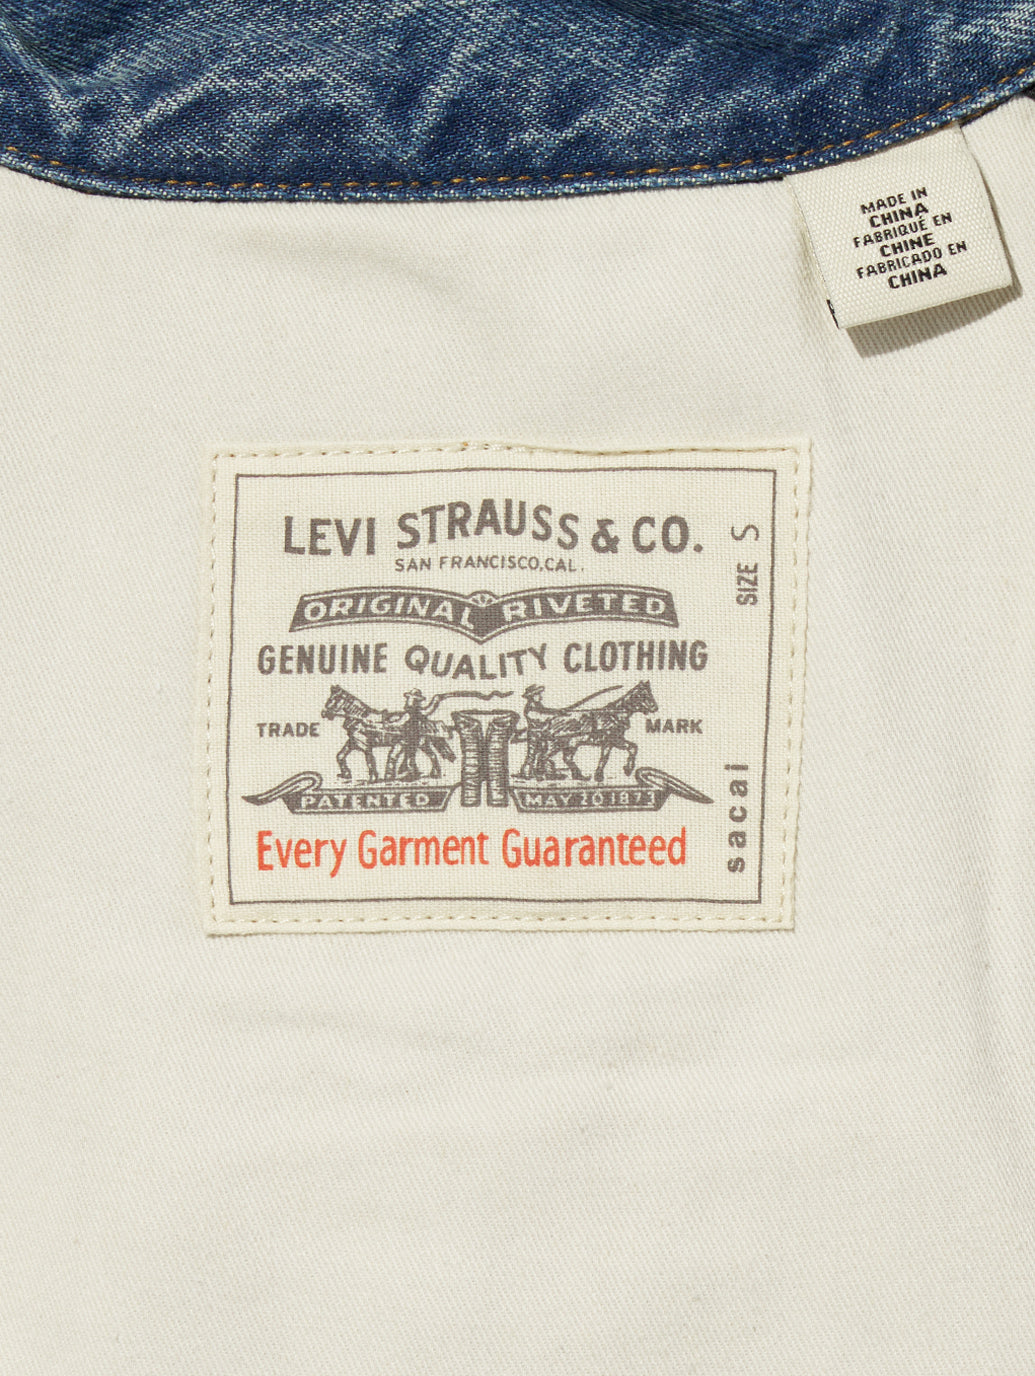 MADE IN
CHINA
FABRIQUÉ EN
CHINE
FABRICADO EN
CHINA
LEVI STRAUSS & CO.
SAN FRANCISCO, CAL.
ORIGINAL RIVETED
GENUINE QUALITY CLOTHING
TRADE MARK
PATENTED MAY 20 1873
Every Garment Guaranteed
SIZE S
sacai